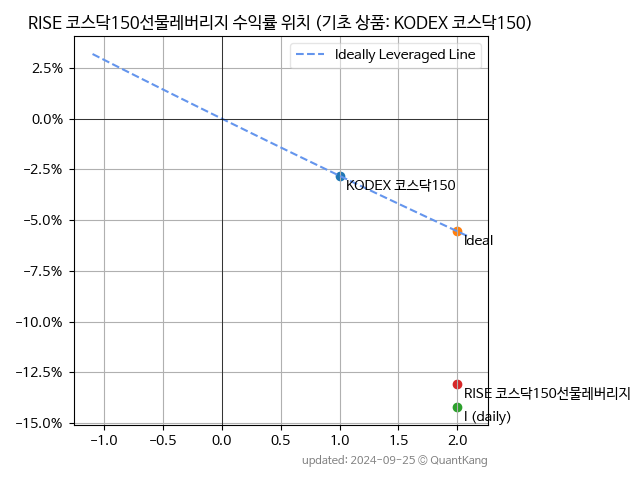 RISE 코스닥150선물레버리지 수익률 위치 (기초 상품: KODEX 코스닥150)
Ideally Leveraged Line
2.5%
0.0%
−2.5%
KODEX 코스닥150
−5.0%
Ideal
−7.5%
−10.0%
−12.5%
RISE 코스닥150선물레버리지
I (daily)
−15.0%
−1.0 −0.5 0.0 0.5 1.0 1.5 2.0
updated: 2024-09-25 © QuantKang